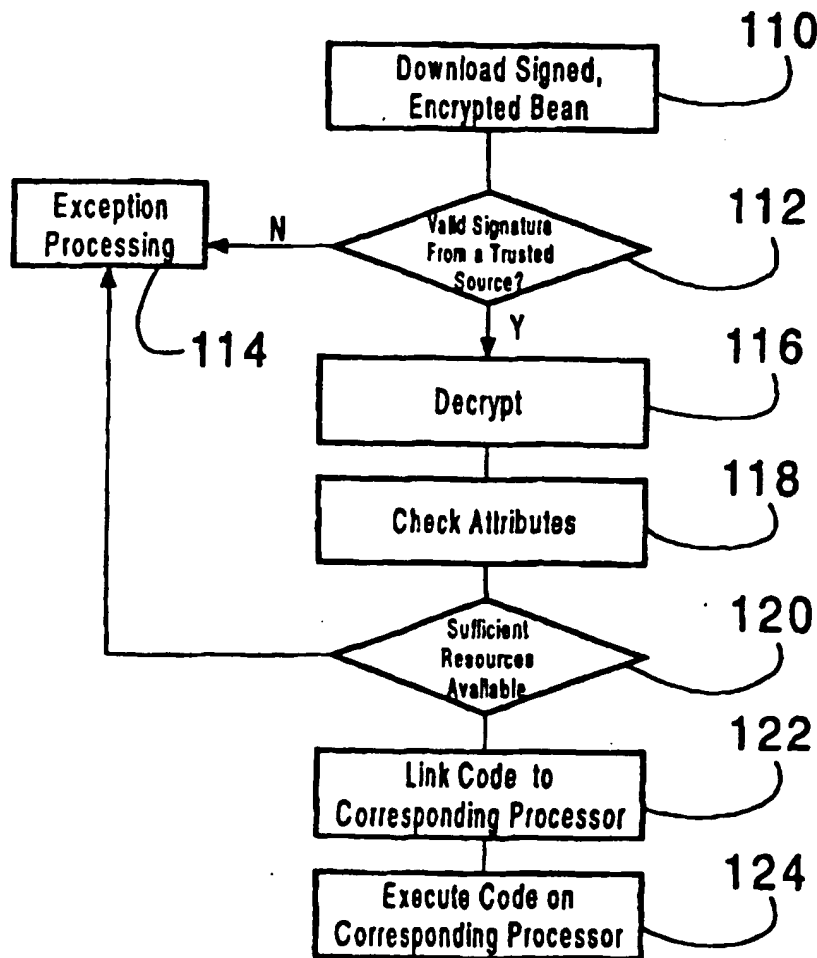 110
Download Signed,
Encrypted Bean
112
Valid Signature
From a Trusted
Source?
N
Exception
Processing
114
Y
116
Decrypt
118
Check Attributes
120
Sufficient
Resources
Available
122
Link Code to
Corresponding Processor
124
Execute Code on
Corresponding Processor